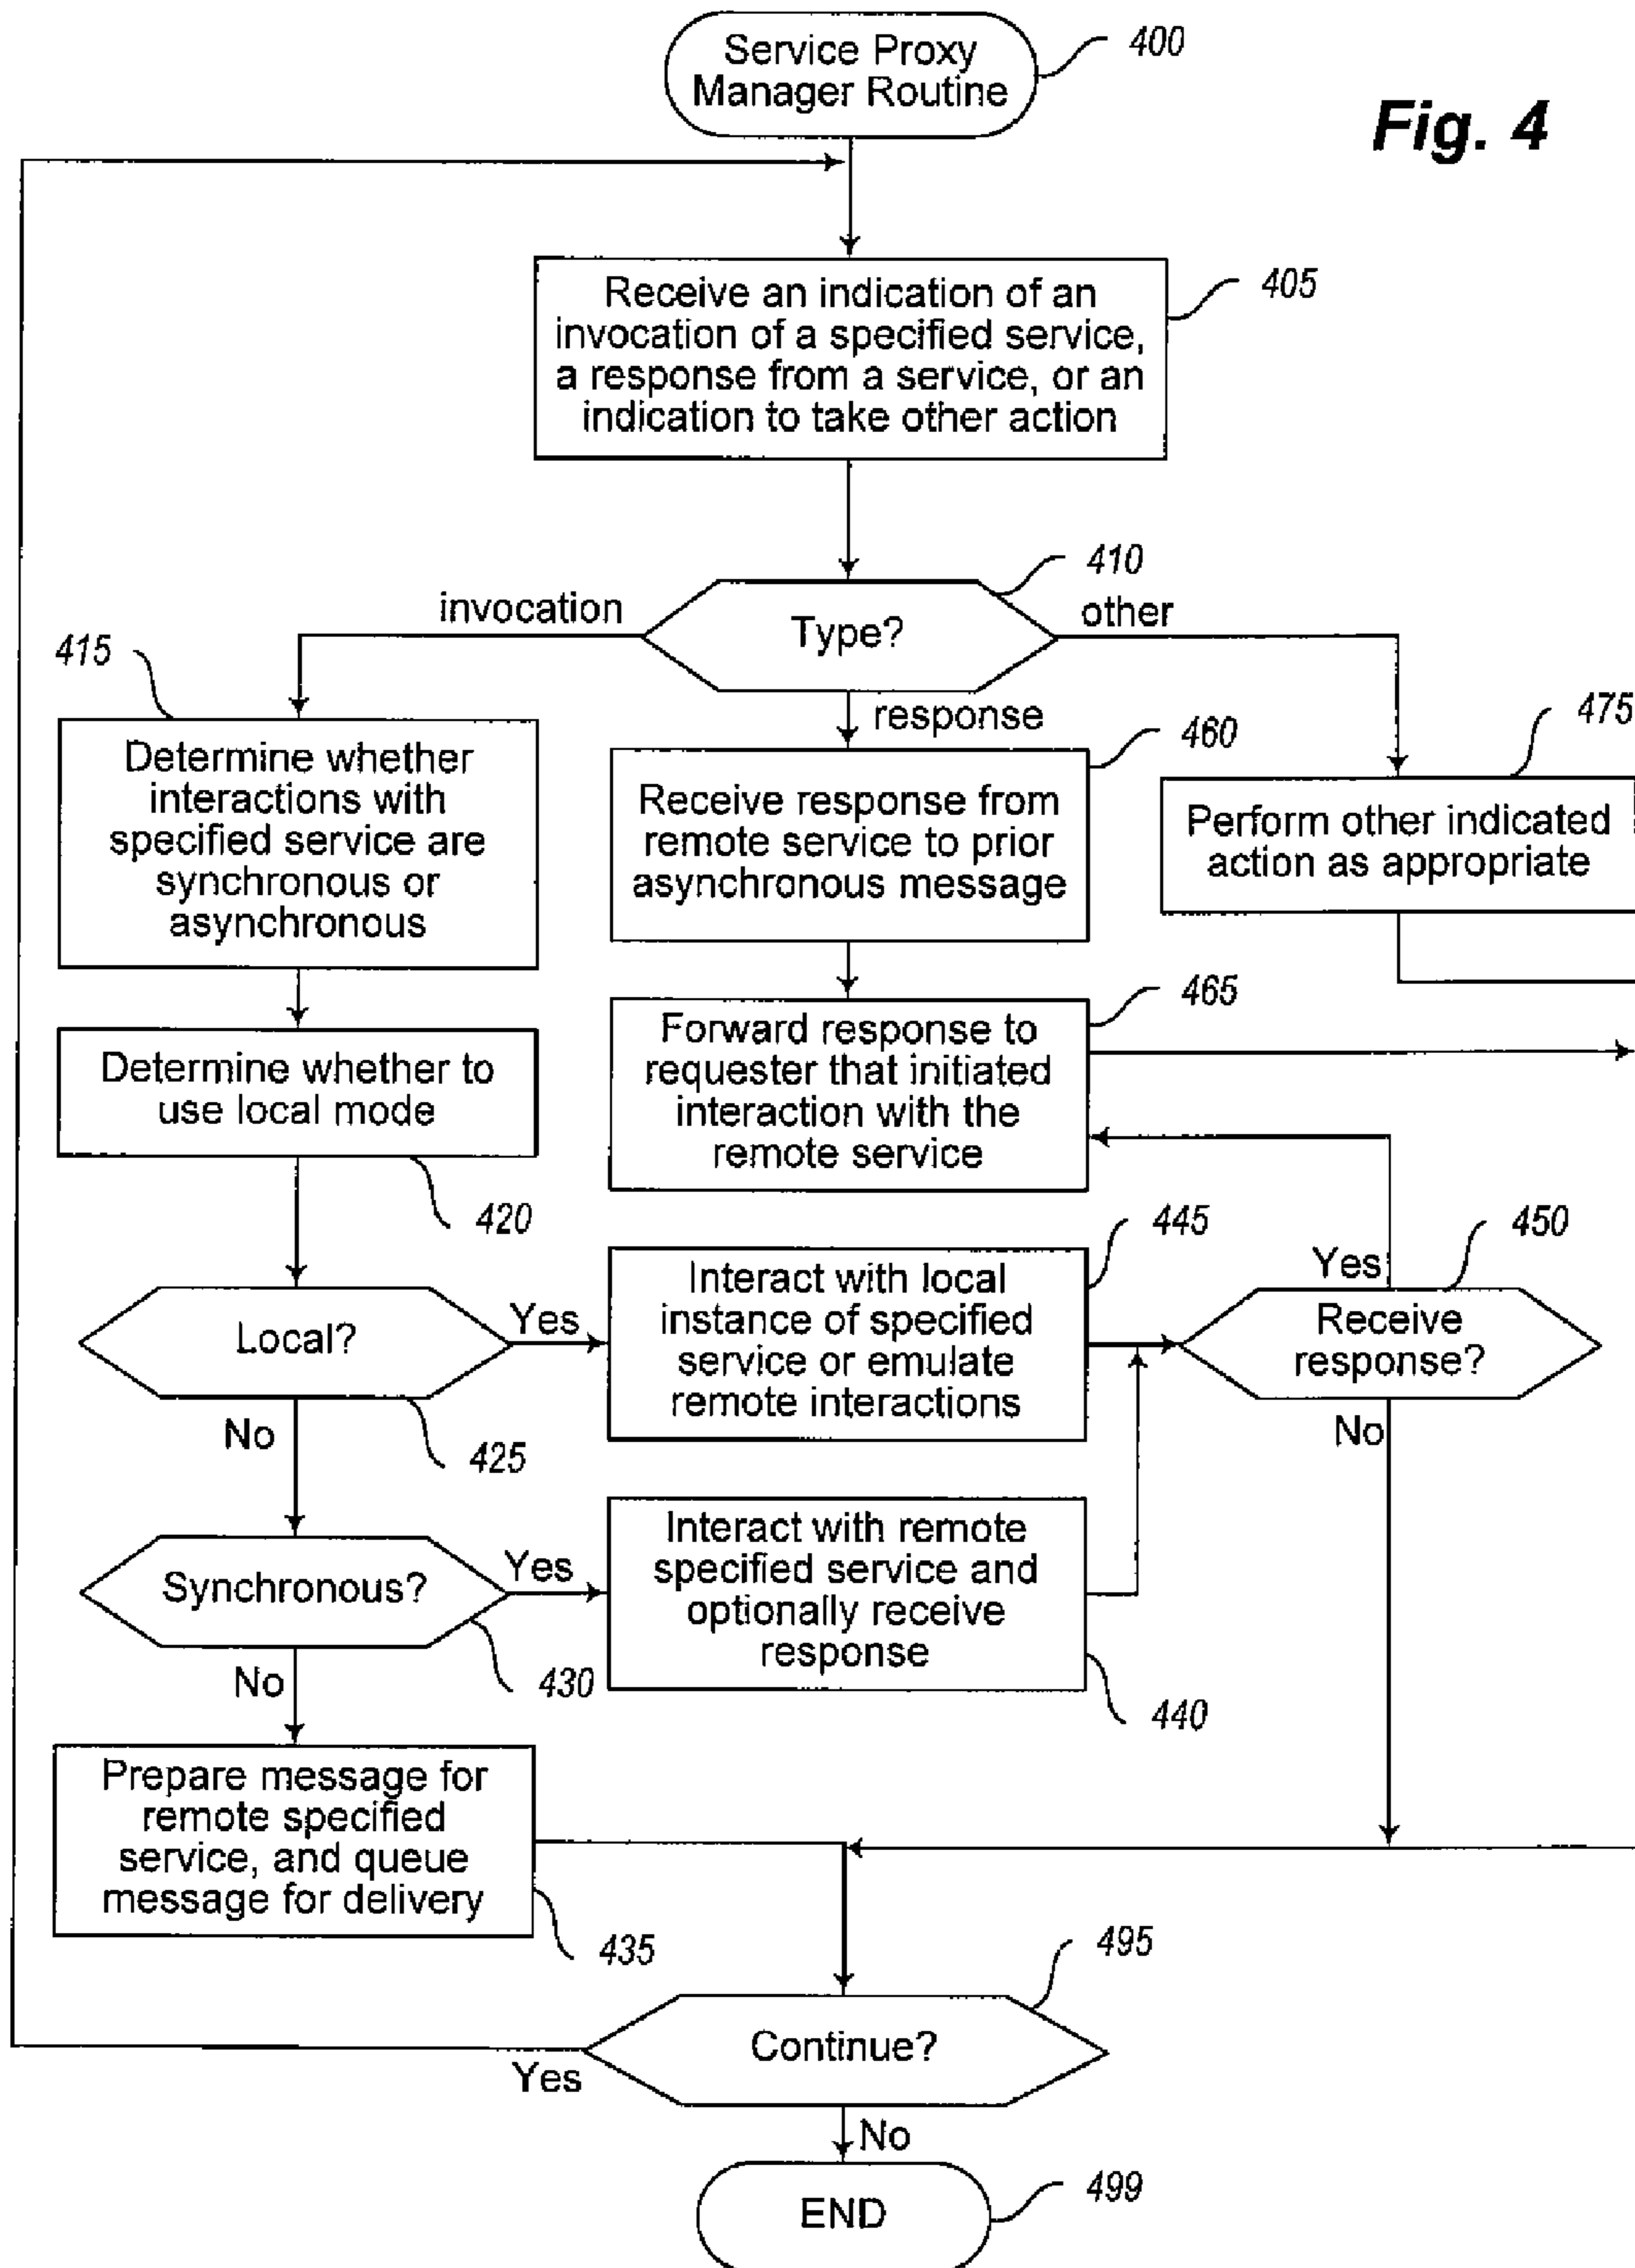 Service Proxy
Manager Routine
400
Fig. 4
Receive an indication of an
invocation of a specified service,
a response from a service, or an
indication to take other action
405
410
invocation
Type?
other
response
415
Determine whether
interactions with
specified service are
synchronous or
asynchronous
460
Receive response from
remote service to prior
asynchronous message
475
Perform other indicated
action as appropriate
465
Forward response to
requester that initiated
interaction with the
remote service
Determine whether to
use local mode
420
445
450
Local?
Yes
Interact with local
instance of specified
service or emulate
remote interactions
Yes
Receive
response?
No
425
No
Synchronous?
Yes
Interact with remote
specified service and
optionally receive
response
No
430
440
Prepare message for
remote specified
service, and queue
message for delivery
435
495
Continue?
Yes
No
END
499